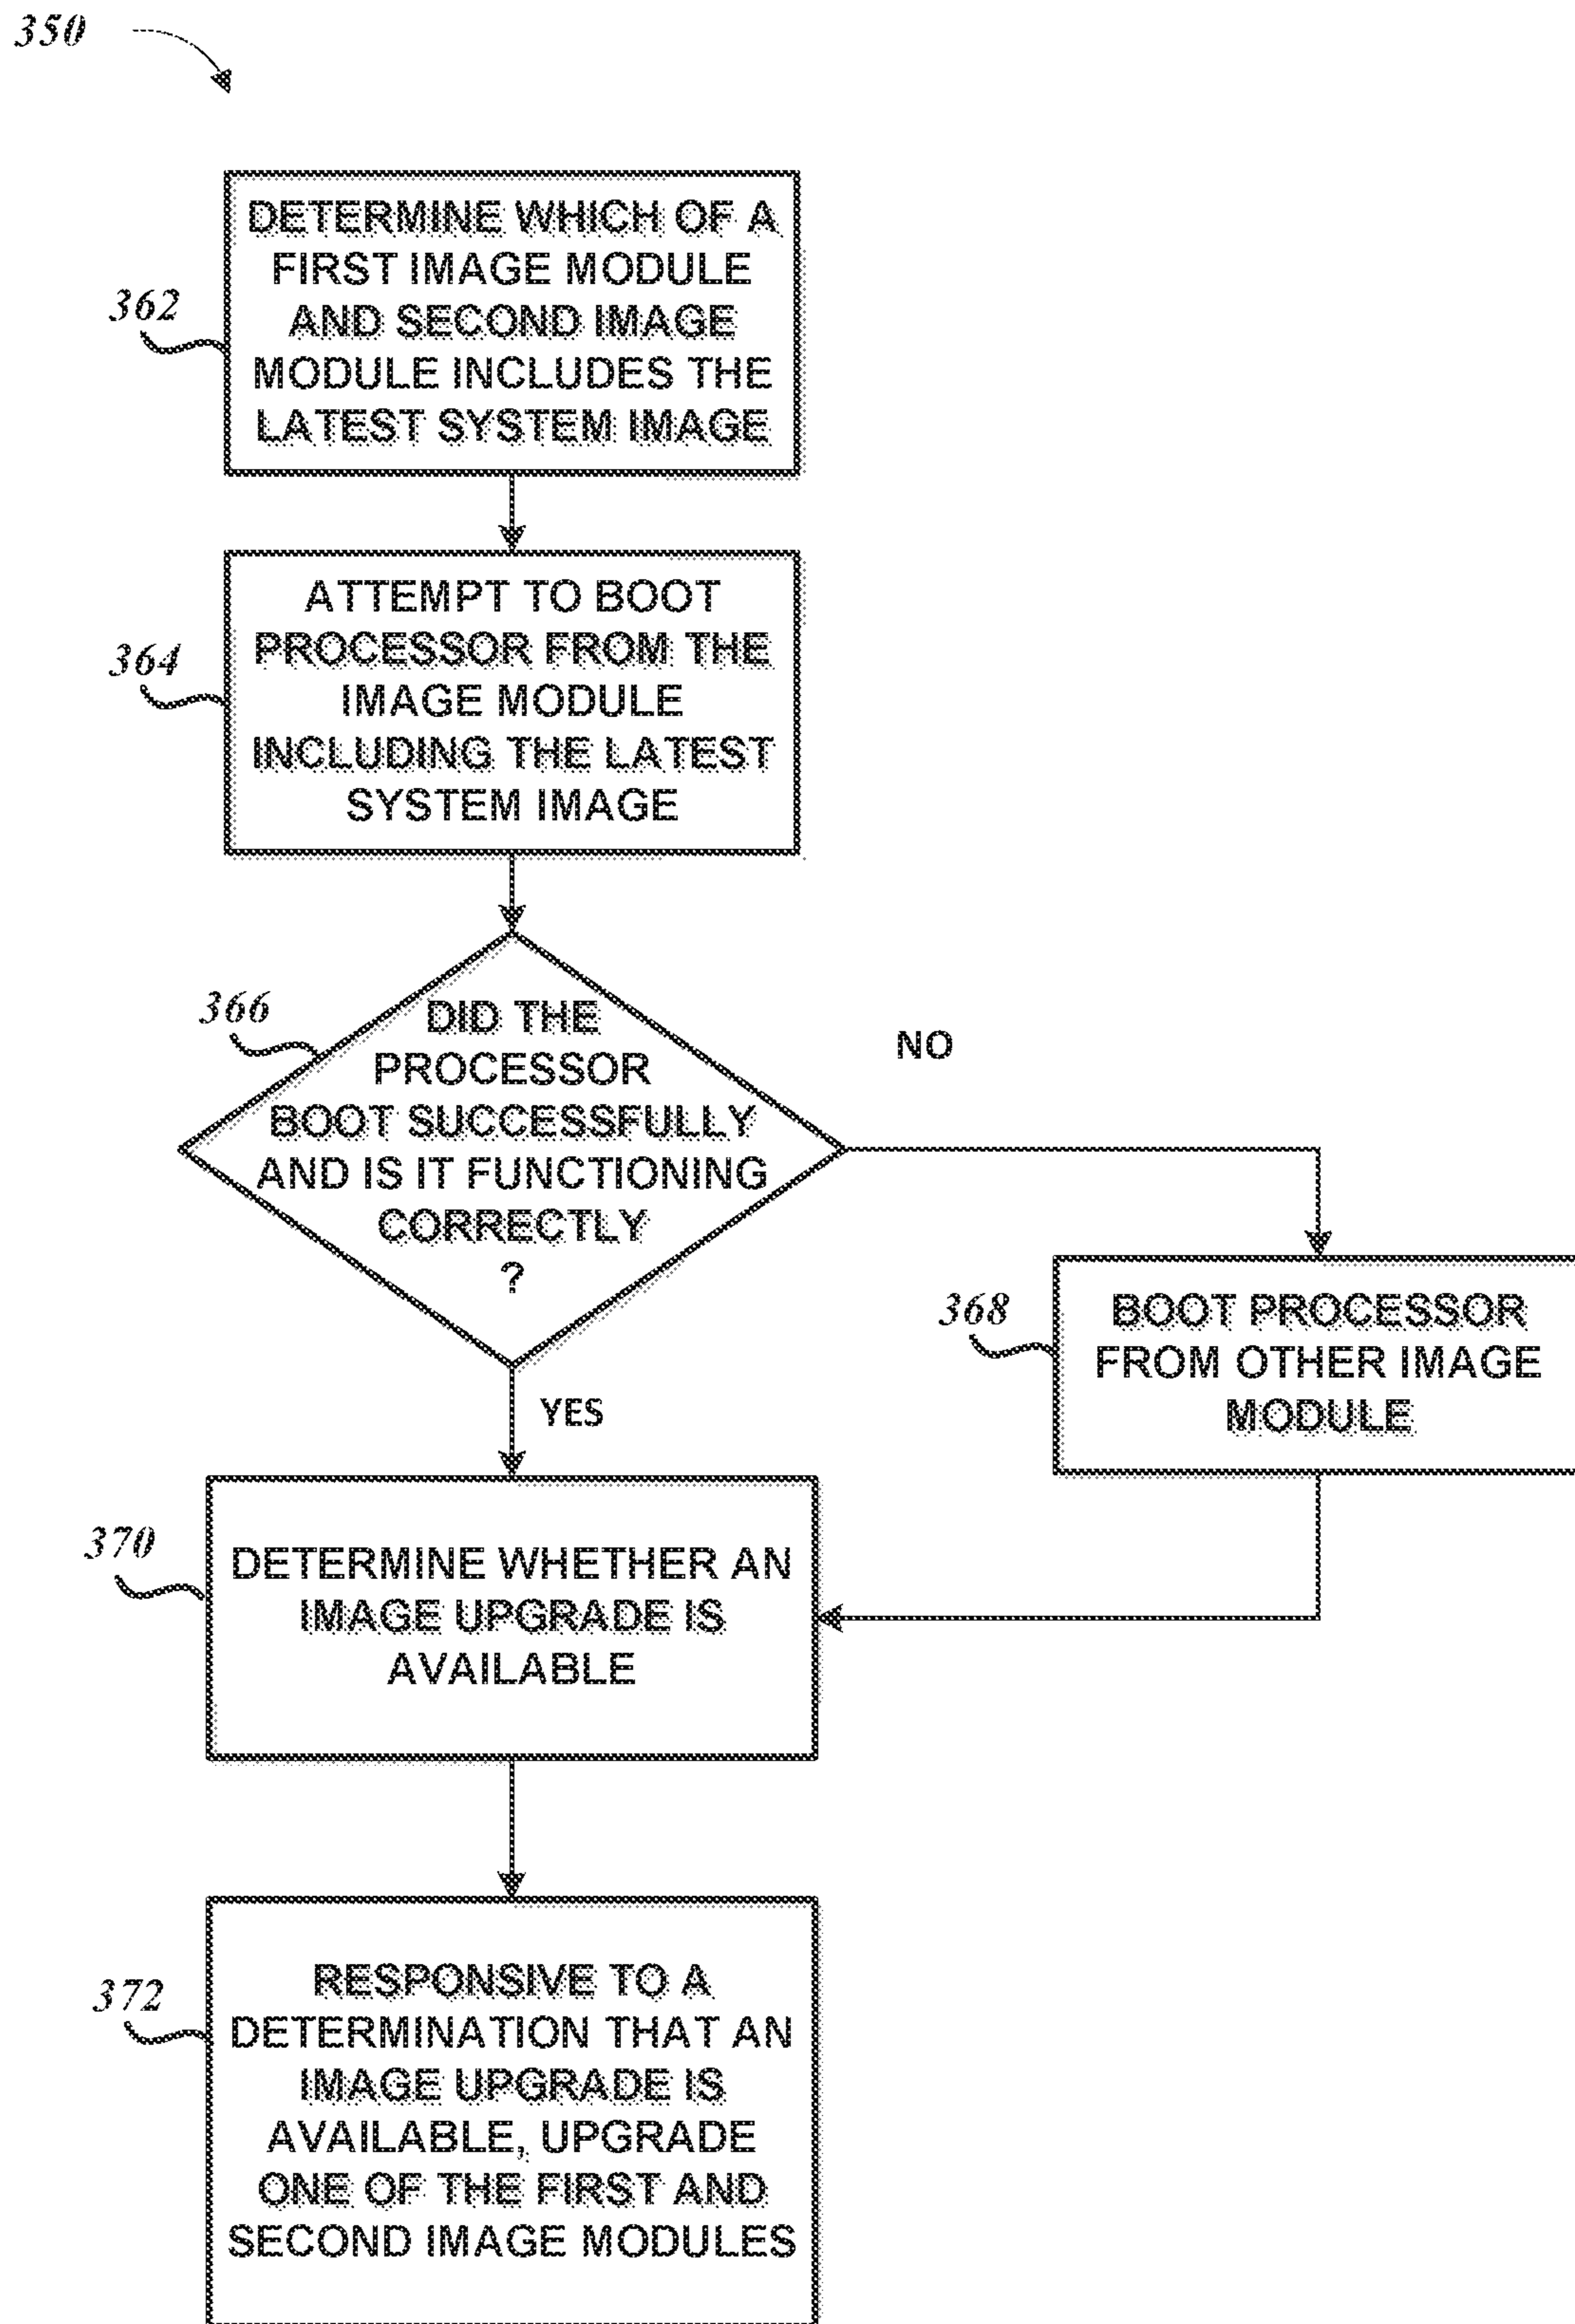 350
DETERMINE WHICH OF A
FIRST IMAGE MODULE
AND SECOND IMAGE
MODULE INCLUDES THE
LATEST SYSTEM IMAGE
362
ATTEMPT TO BOOT
PROCESSOR FROM THE
IMAGE MODULE
INCLUDING THE LATEST
SYSTEM IMAGE
364
366
DID THE
PROCESSOR
BOOT SUCCESSFULLY
AND IS IT FUNCTIONING
CORRECTLY
?
NO
368
BOOT PROCESSOR
FROM OTHER IMAGE
MODULE
YES
370
DETERMINE WHETHER AN
IMAGE UPGRADE IS
AVAILABLE
372
RESPONSIVE TO A
DETERMINATION THAT AN
IMAGE UPGRADE IS
AVAILABLE, UPGRADE
ONE OF THE FIRST AND
SECOND IMAGE MODULES